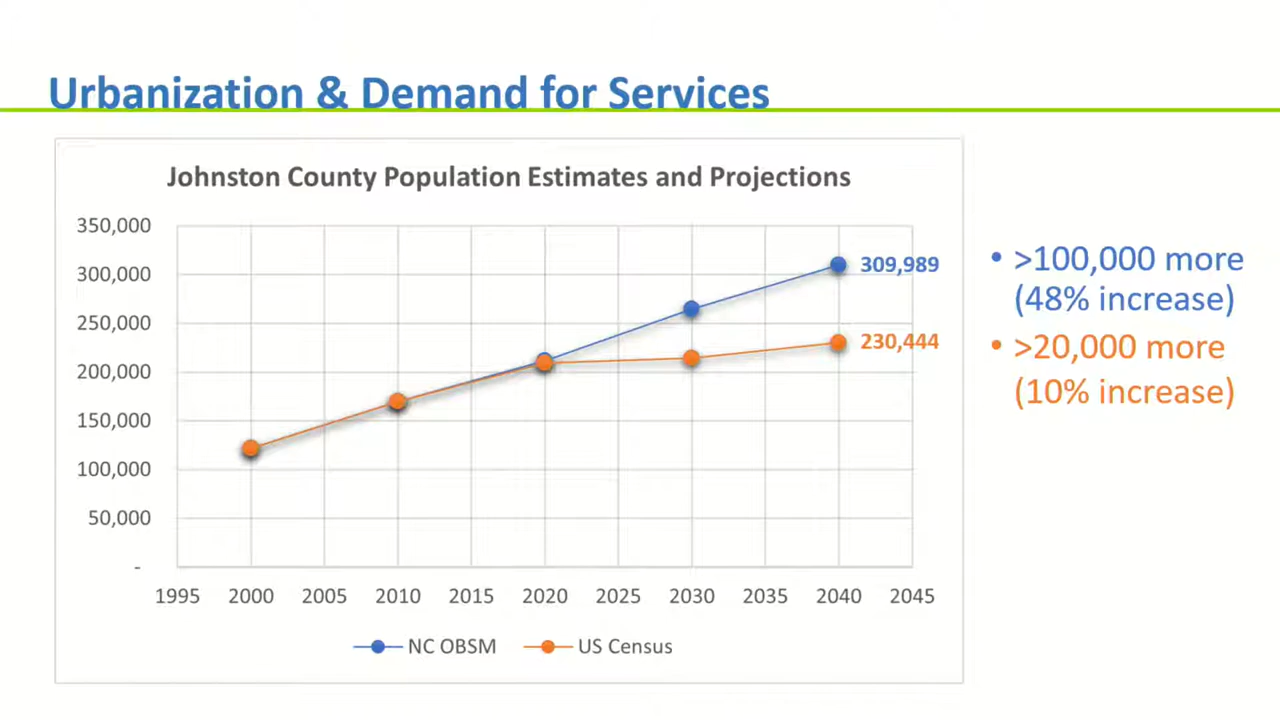 Urbanization & Demand for Services
Johnston County Population Estimates and Projections
350,000
300,000
250,000
200,000
150,000
100,000
50,000
-
309,989
230,444
1995 2000 2005 2010 2015 2020 2025 2030 2035 2040 2045
NC OBSM US Census
• >100,000 more
(48% increase)
• >20,000 more
(10% increase)